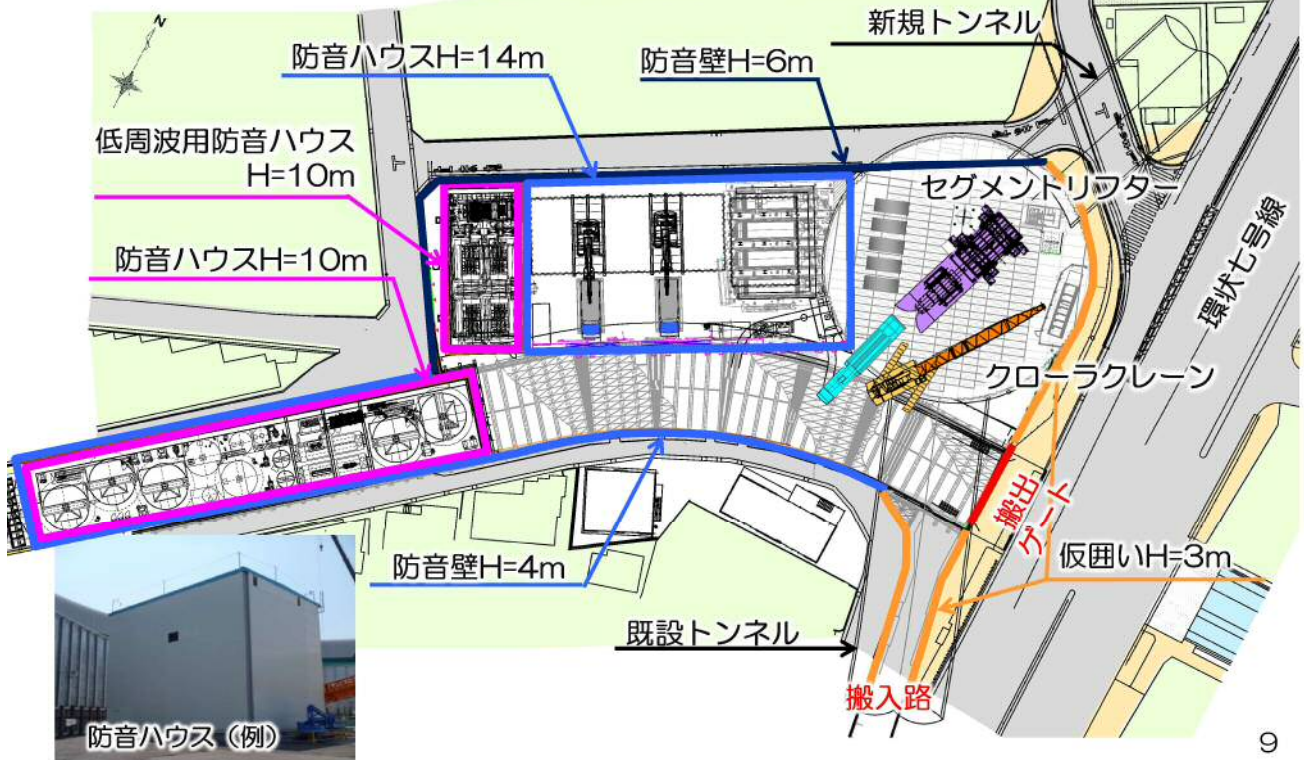 N
新規トンネル
防音ハウスH=14m
防音壁H=6m
低周波用防音ハウス
H=10m
セグメントリフター
防音ハウスH=10m
環状七号線
クローラクレーン
搬出
ゲート
防音壁H=4m
仮囲いH=3m
既設トンネル
搬入路
防音ハウス（例）
9